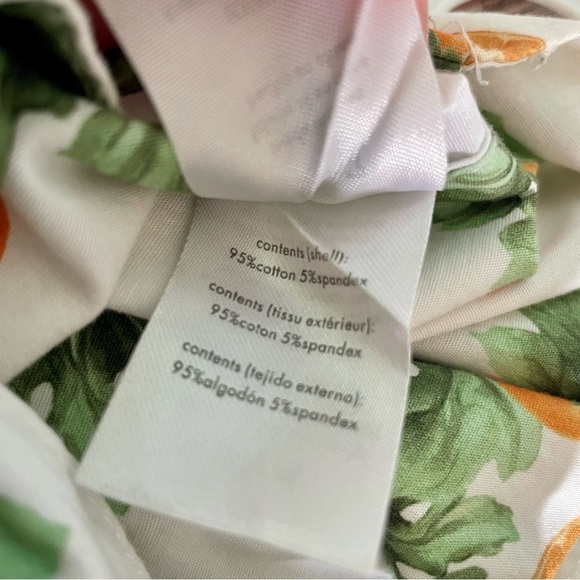 contents (shell):
95%cotton 5%spandex
contents (tissu extérieur):
95%coton 5%spandex
contents (tejido externo):
95%algodón 5%spandex